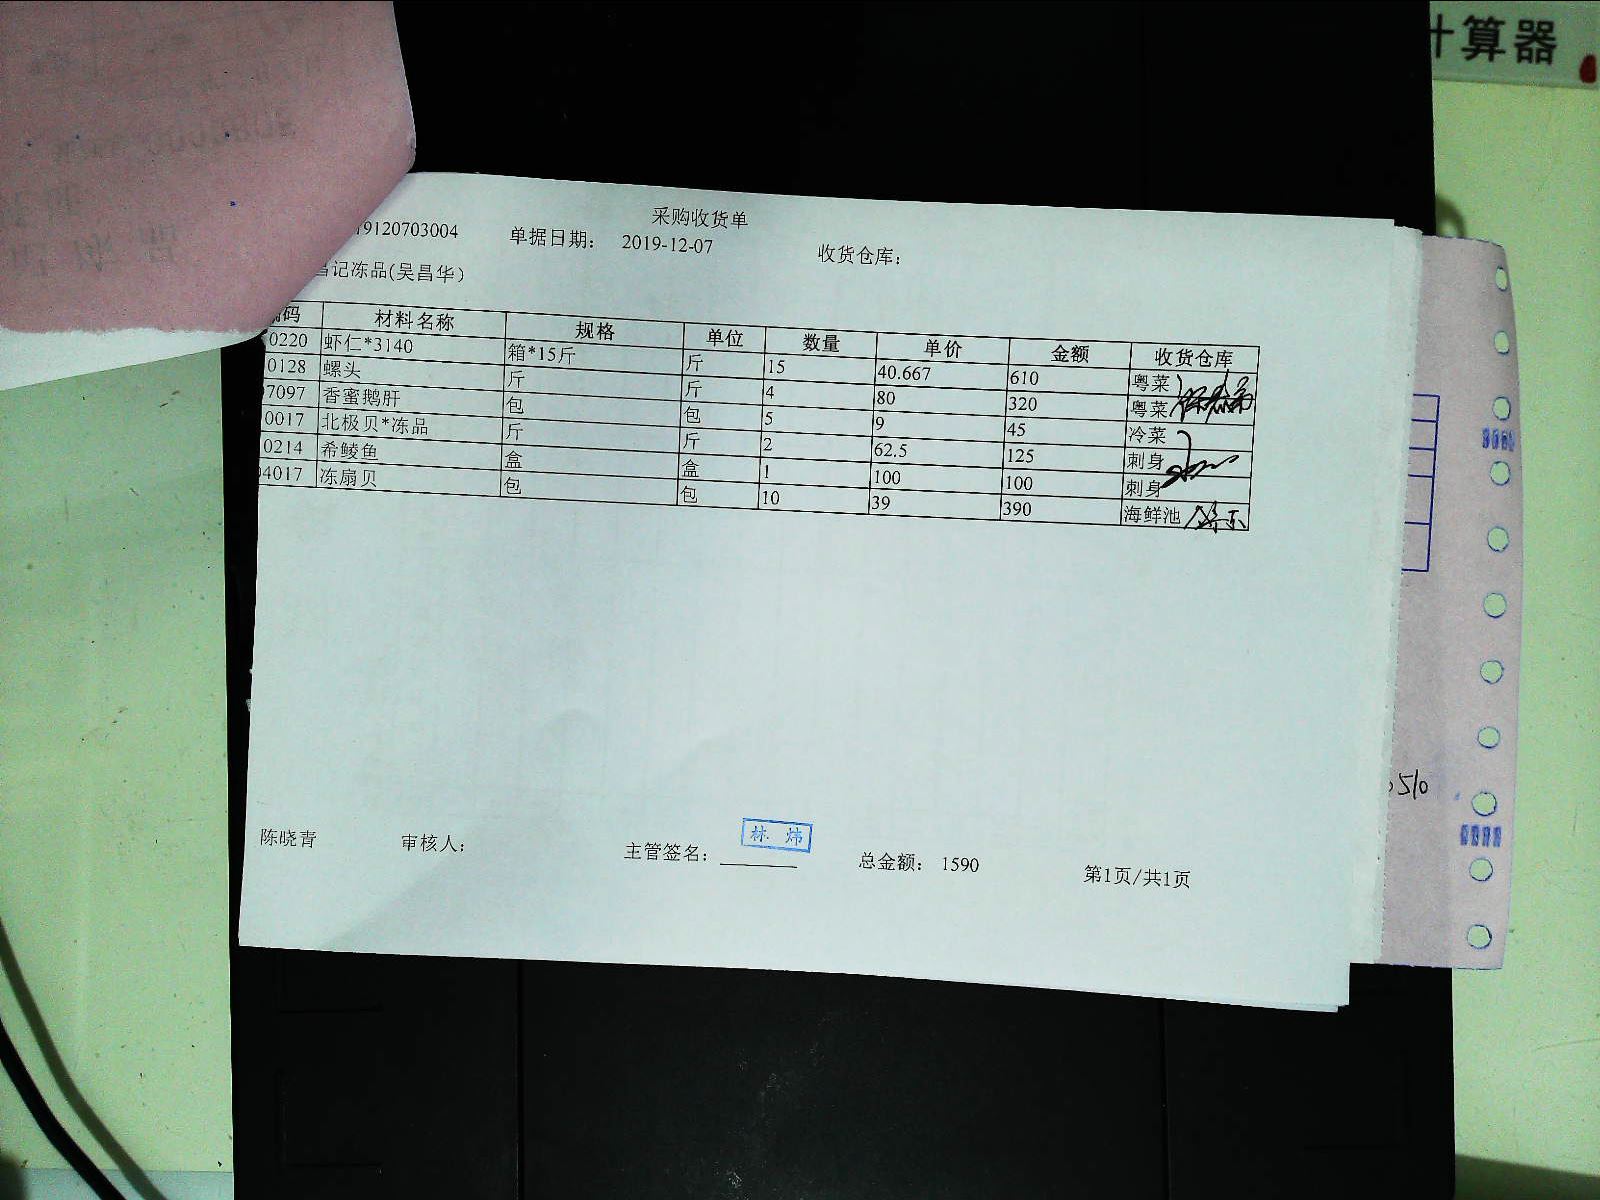 计算器
采购收货单
19120703004 单据日期： 2019-12-07 收货仓库：
昌记冻品(吴昌华)
编码 材料名称 规格 单位 数量 单价 金额 收货仓库
0220 虾仁*3140 箱*15斤 斤 15 40.667 610 粤菜
0128 螺头 斤 斤 4 80 320 粤菜
7097 香蜜鹅肝 包 包 5 9 45 冷菜
0017 北极贝*冻品 斤 斤 2 62.5 125 刺身
0214 希鲮鱼 盒 盒 1 100 100 刺身
4017 冻扇贝 包 包 10 39 390 海鲜池
510
陈晓青 审核人： 主管签名： 林 炜 总金额： 1590 第1页/共1页